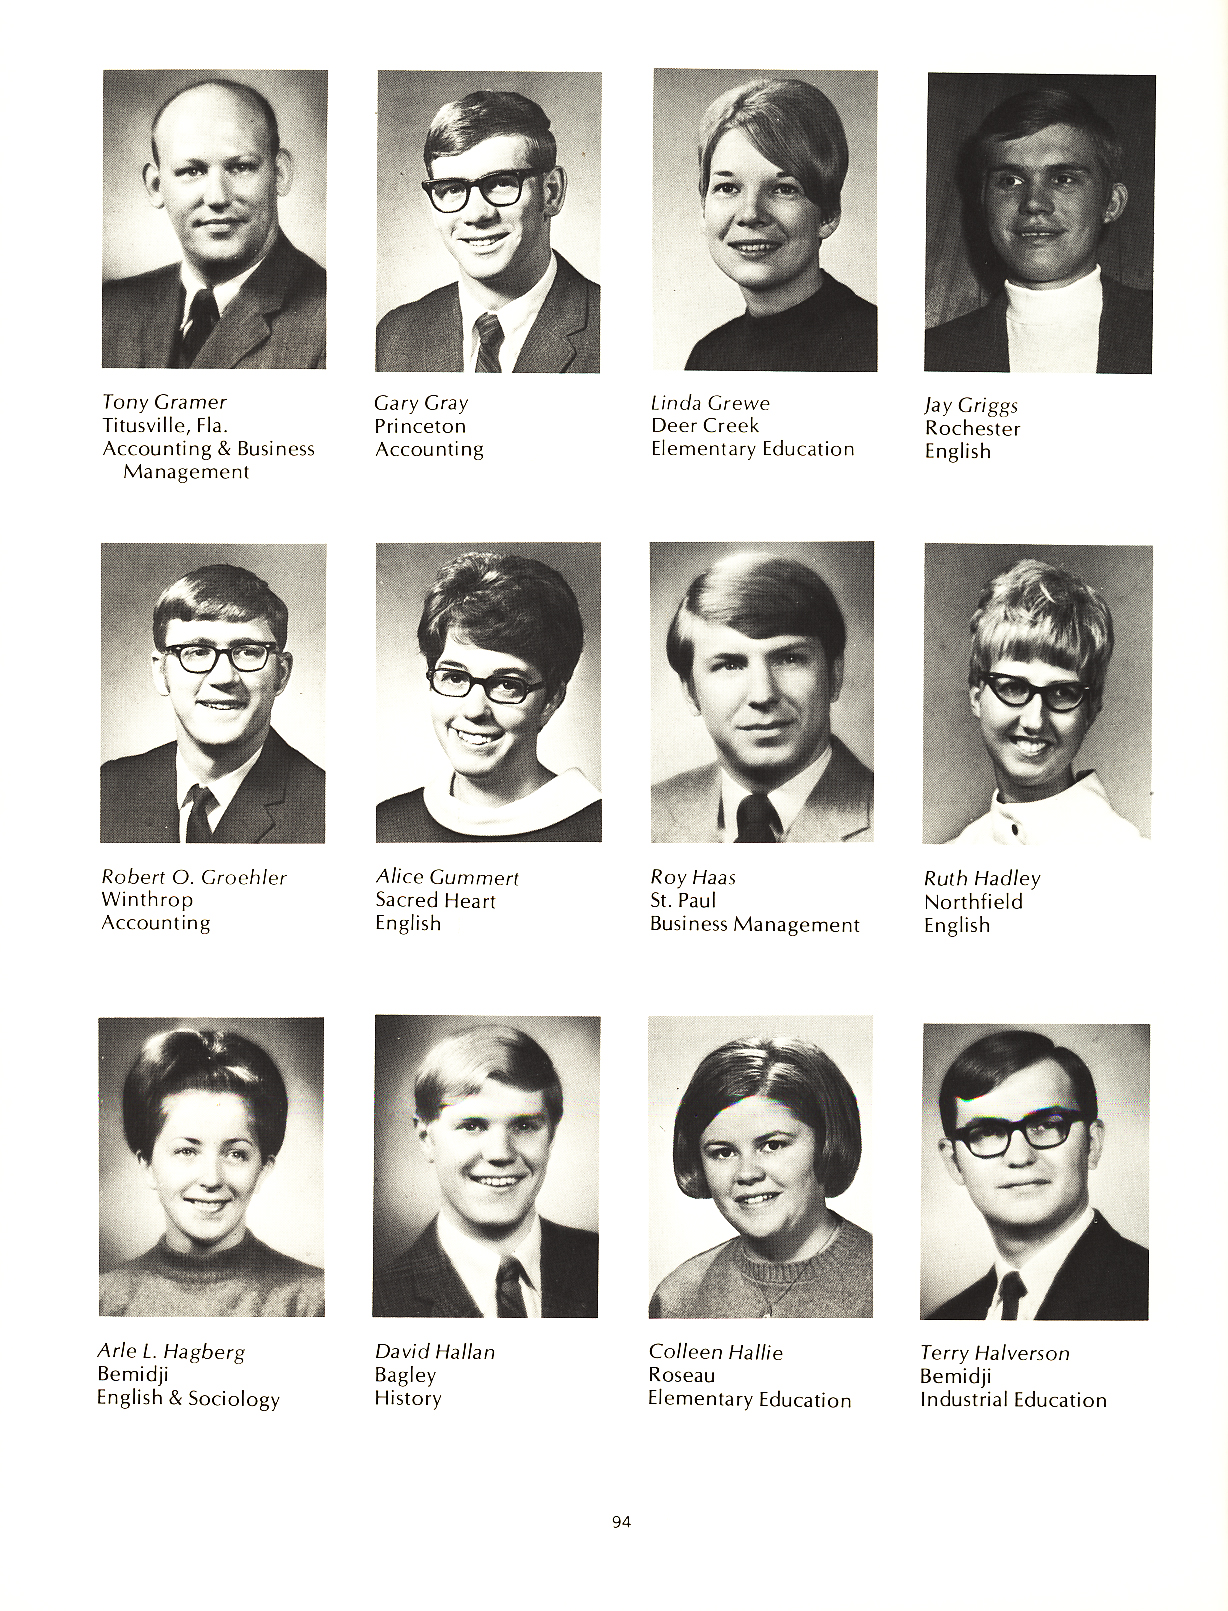 Tony Gramer
Titusville, Fla.
Accounting & Business
Management
Gary Gray
Princeton
Accounting
Linda Grewe
Deer Creek
Elementary Education
Jay Griggs
Rochester
English
Robert O. Groehler
Winthrop
Accounting
Alice Gummert
Sacred Heart
English
Roy Haas
St. Paul
Business Management
Ruth Hadley
Northfield
English
Arle L. Hagberg
Bemidji
English & Sociology
David Hallan
Bagley
History
Colleen Hallie
Roseau
Elementary Education
Terry Halverson
Bemidji
Industrial Education
94